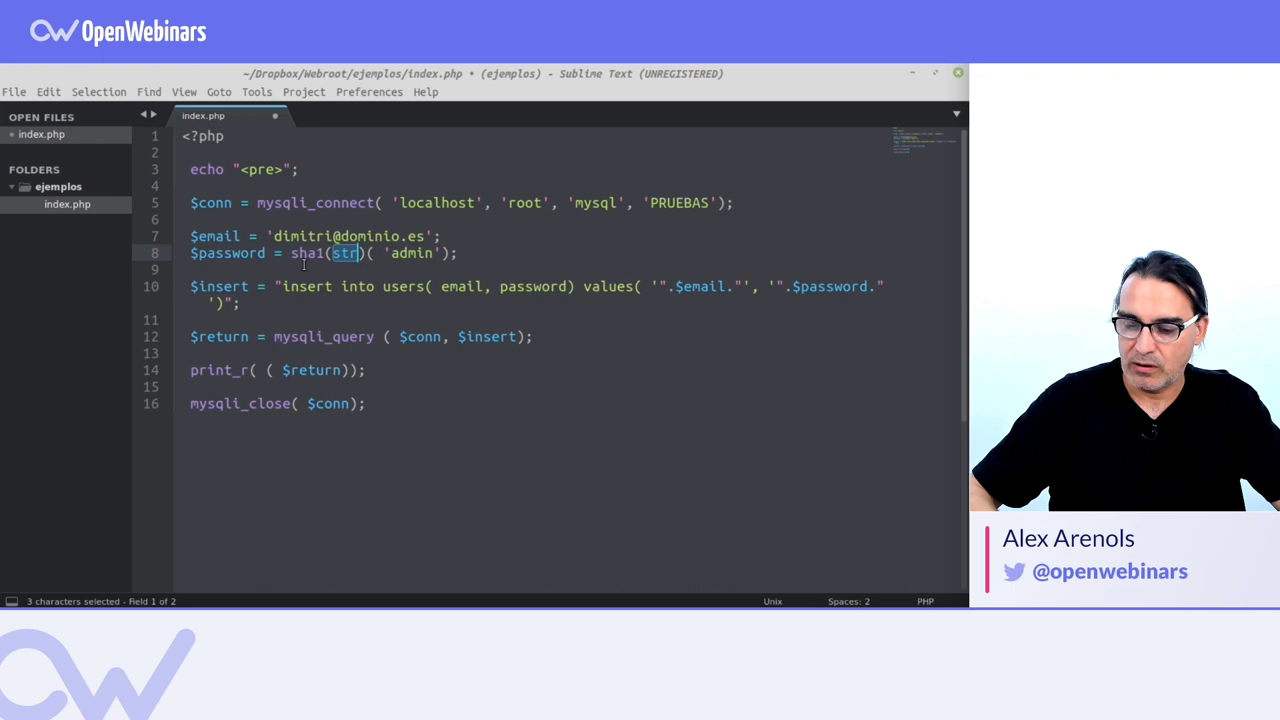 OpenWebinars
~/Dropbox/Webroot/ejemplos/index.php • (ejemplos) - Sublime Text (UNREGISTERED)
File Edit Selection Find View Goto Tools Project Preferences Help
OPEN FILES
index.php
FOLDERS
ejemplos
index.php
index.php
1 <?php
2
3 echo "<pre>";
4
5 $conn = mysqli_connect( 'localhost', 'root', 'mysql', 'PRUEBAS');
6
7 $email = 'dimitri@dominio.es';
8 $password = sha1(str)( 'admin');
9
10 $insert = "insert into users( email, password) values( '".$email."', '".$password."
')";
11
12 $return = mysqli_query ( $conn, $insert);
13
14 print_r( ( $return));
15
16 mysqli_close( $conn);
3 characters selected - Field 1 of 2
Unix
Spaces: 2
PHP
Alex Arenols
@openwebinars